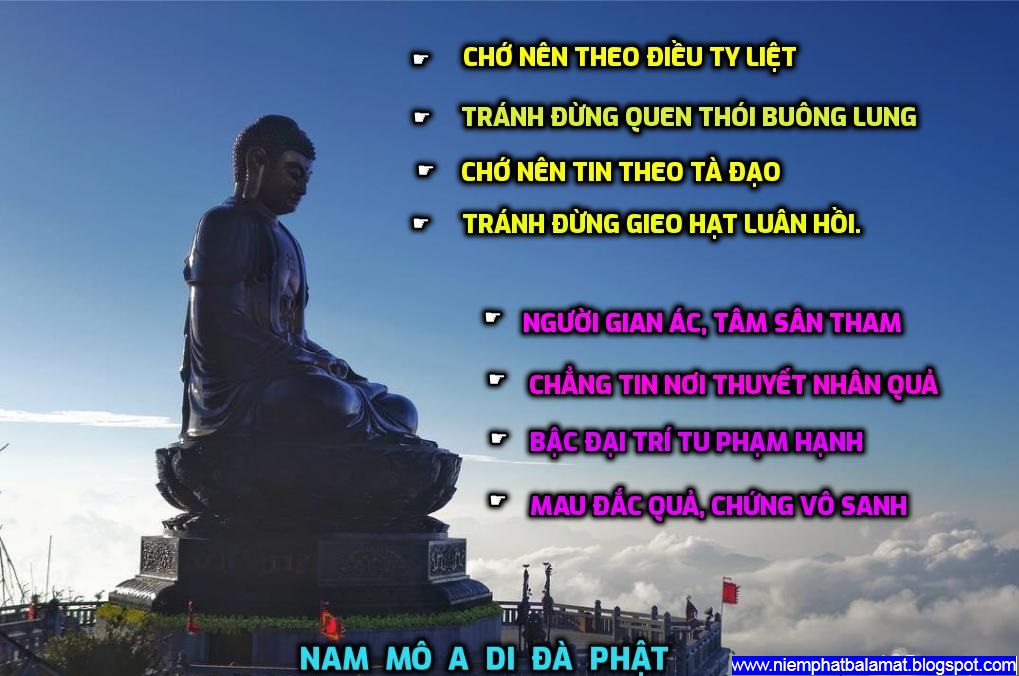 ☛ CHỚ NÊN THEO ĐIỀU TY LIỆT
☛ TRÁNH ĐỪNG QUEN THÓI BUÔNG LUNG
☛ CHỚ NÊN TIN THEO TÀ ĐẠO
☛ TRÁNH ĐỪNG GIEO HẠT LUÂN HỒI.
☛ NGƯỜI GIAN ÁC, TÂM SÂN THAM
☛ CHẲNG TIN NƠI THUYẾT NHÂN QUẢ
☛ BẬC ĐẠI TRÍ TU PHẠM HẠNH
☛ MAU ĐẮC QUẢ, CHỨNG VÔ SANH
NAM MÔ A DI ĐÀ PHẬT
www.niemphatbalamat.blogspot.com